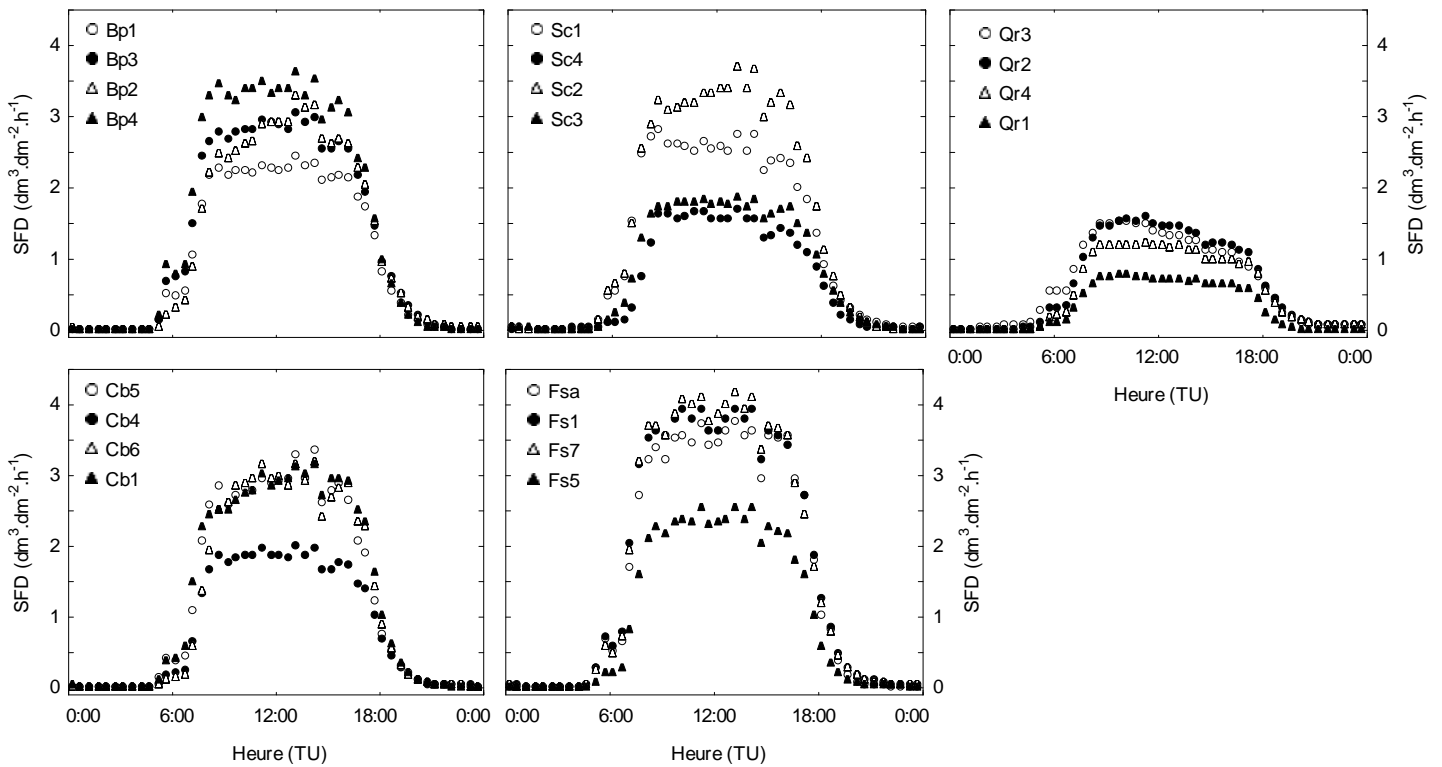 Bp1
Bp3
Bp2
Bp4
4
3
2
1
0
SFD (dm³.dm⁻².h⁻¹)
Sc1
Sc4
Sc2
Sc3
Qr3
Qr2
Qr4
Qr1
4
3
2
1
0
SFD (dm³.dm⁻².h⁻¹)
0:00 6:00 12:00 18:00 0:00
Heure (TU)
Cb5
Cb4
Cb6
Cb1
4
3
2
1
0
SFD (dm³.dm⁻².h⁻¹)
0:00 6:00 12:00 18:00 0:00
Heure (TU)
Fsa
Fs1
Fs7
Fs5
4
3
2
1
0
SFD (dm³.dm⁻².h⁻¹)
0:00 6:00 12:00 18:00 0:00
Heure (TU)